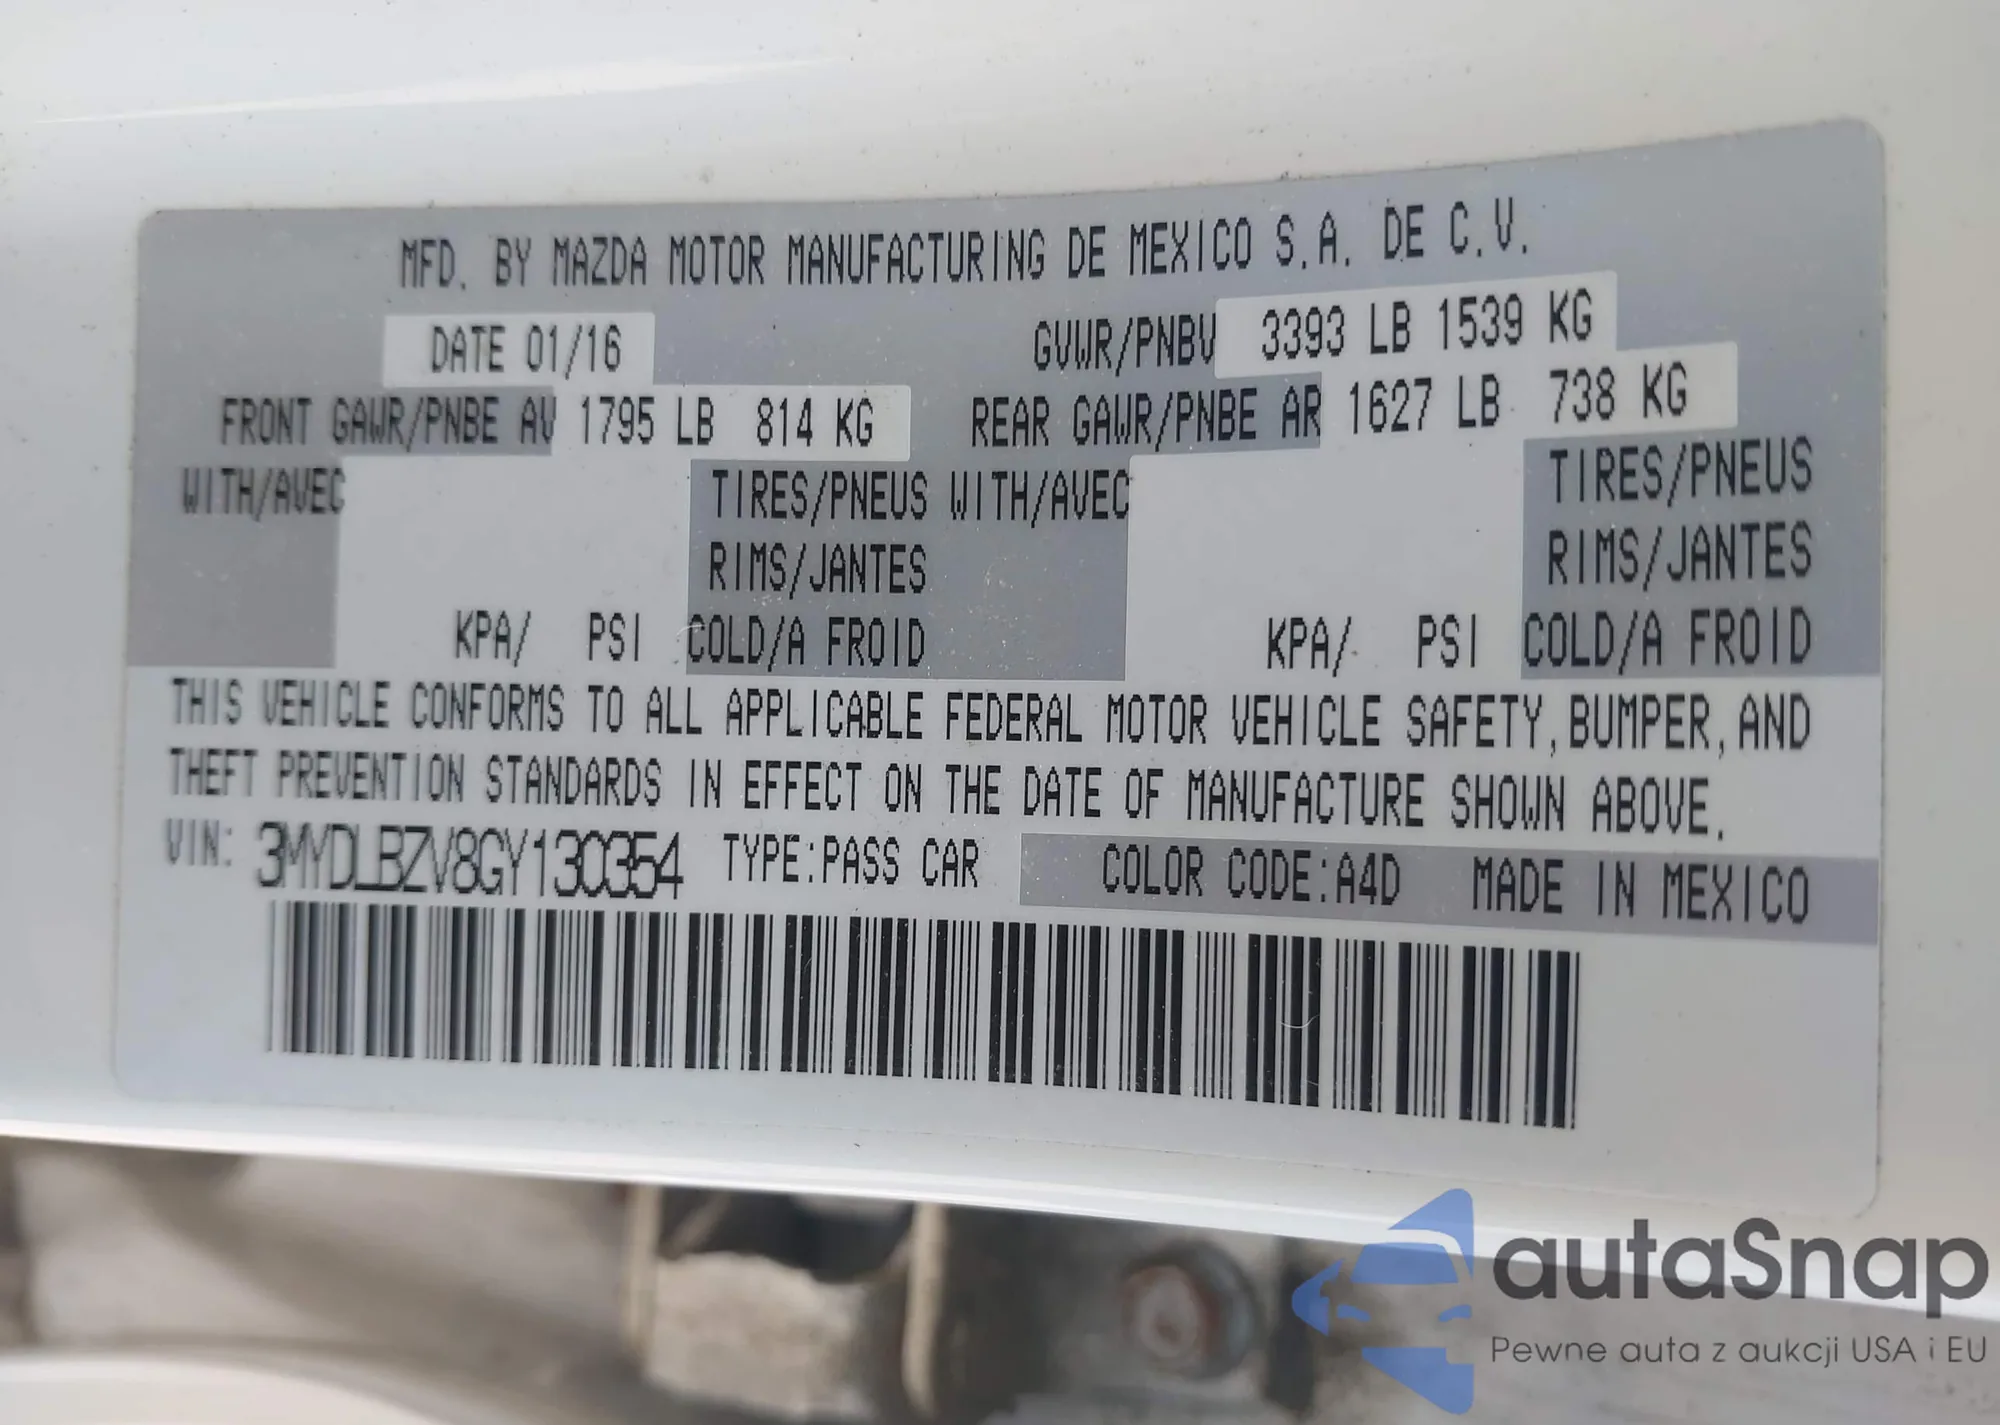 MFD. BY MAZDA MOTOR MANUFACTURING DE MEXICO S.A. DE C.V.
DATE 01/16 GVWR/PNBV 3393 LB 1539 KG
FRONT GAWR/PNBE AV 1795 LB 814 KG REAR GAWR/PNBE AR 1627 LB 738 KG
WITH/AVEC TIRES/PNEUS WITH/AVEC TIRES/PNEUS
RIMS/JANTES RIMS/JANTES
KPA/ PSI COLD/A FROID KPA/ PSI COLD/A FROID
THIS VEHICLE CONFORMS TO ALL APPLICABLE FEDERAL MOTOR VEHICLE SAFETY, BUMPER, AND
THEFT PREVENTION STANDARDS IN EFFECT ON THE DATE OF MANUFACTURE SHOWN ABOVE.
VIN: 3MYDLBZV8GY130354 TYPE:PASS CAR COLOR CODE:A4D MADE IN MEXICO
autaSnap
Pewne auta z aukcji USA i EU